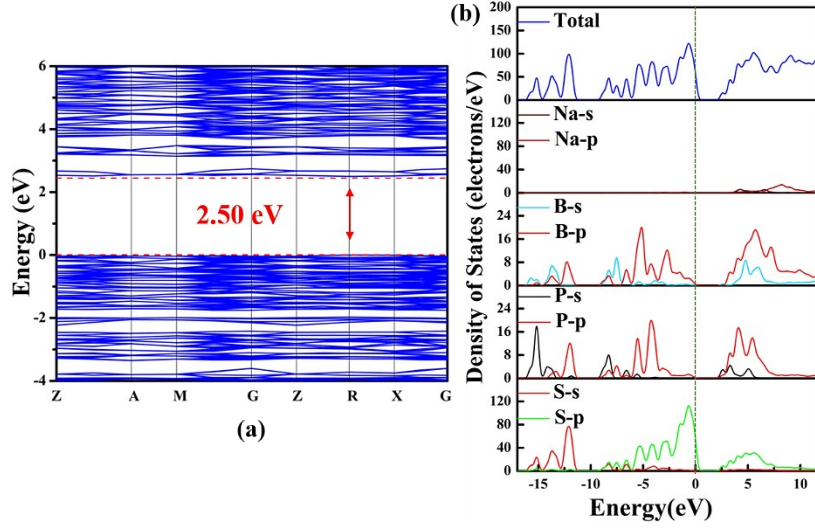 6
4
2
0
-2
-4
Energy (eV)
2.50 eV
Z A M G Z R X G
(a)
(b)
Density of States (electrons/eV)
200
150
100
50
0
Total
120
80
40
0
Na-s
Na-p
24
16
8
0
B-s
B-p
24
16
8
0
P-s
P-p
120
80
40
0
S-s
S-p
-15 -10 -5 0 5 10
Energy(eV)